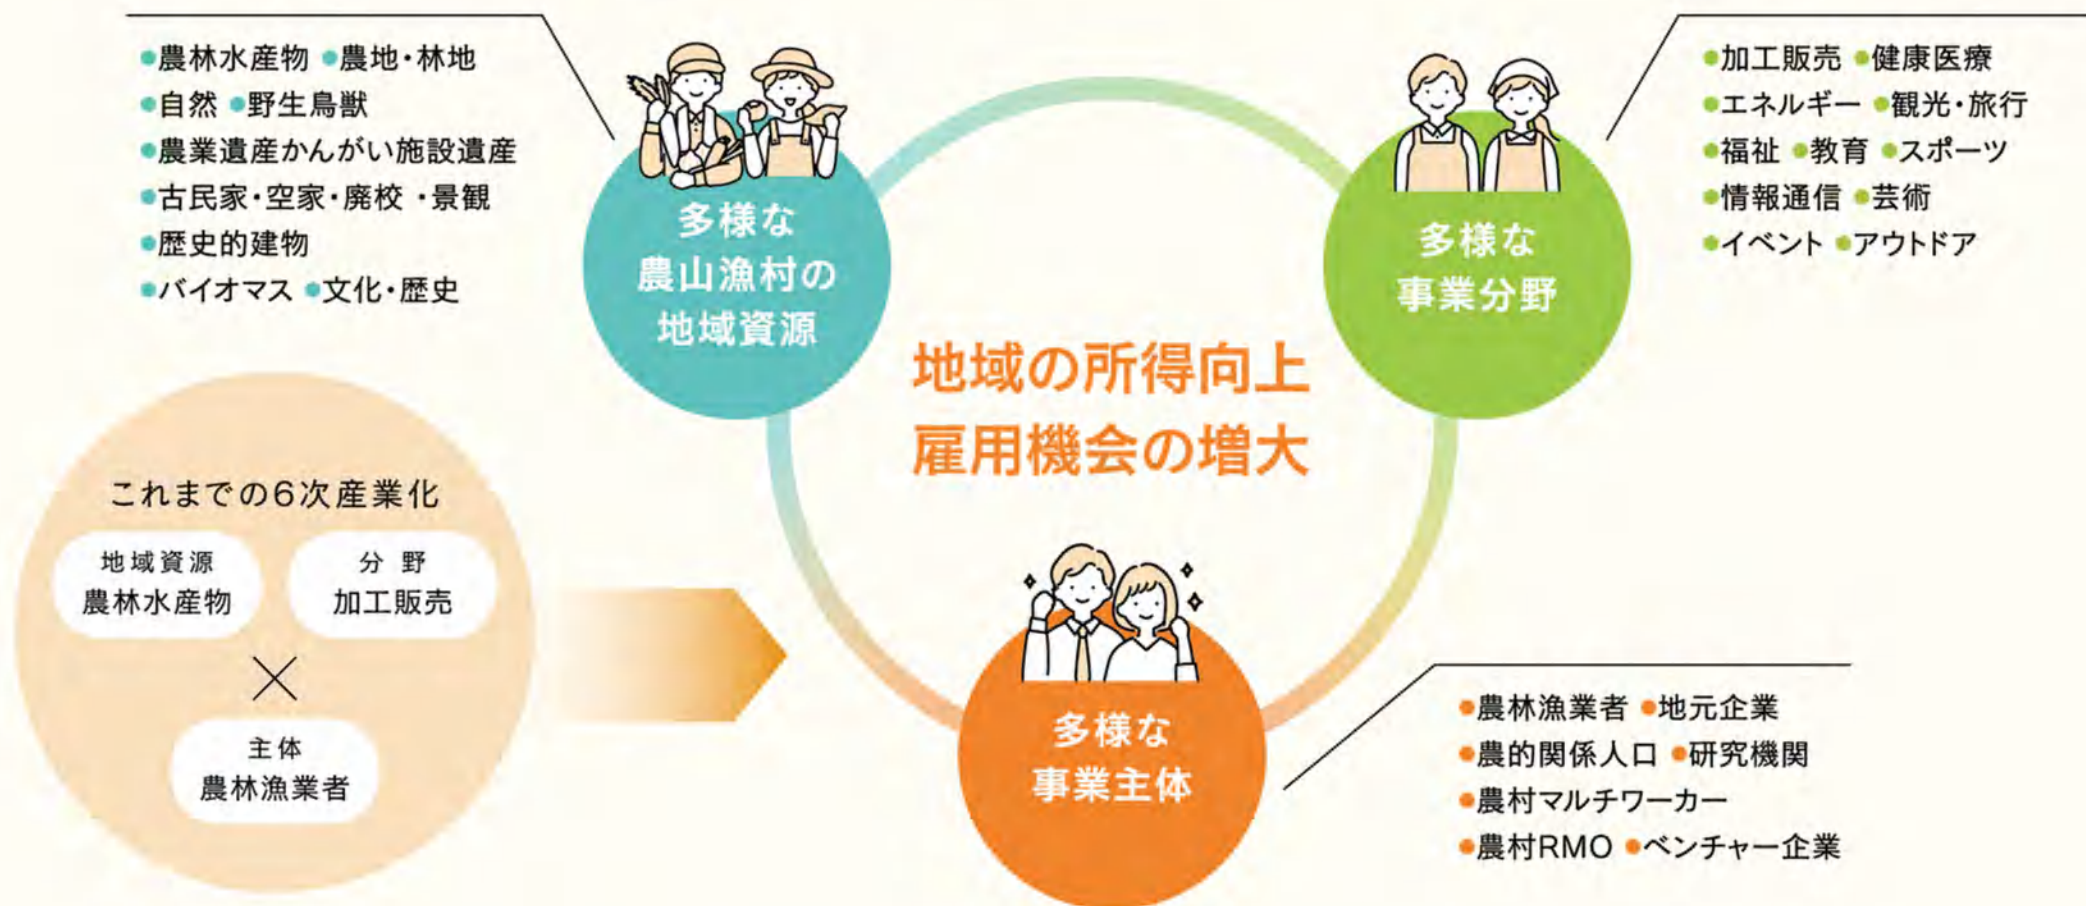 ●農林水産物 ●農地・林地
●自然 ●野生鳥獣
●農業遺産かんがい施設遺産
●古民家・空家・廃校 ・景観
●歴史的建物
●バイオマス ●文化・歴史
多様な
農山漁村の
地域資源
多様な
事業分野
●加工販売 ●健康医療
●エネルギー ●観光・旅行
●福祉 ●教育 ●スポーツ
●情報通信 ●芸術
●イベント ●アウトドア
地域の所得向上
雇用機会の増大
これまでの6次産業化
地域資源
農林水産物
分 野
加工販売
×
主体
農林漁業者
多様な
事業主体
●農林漁業者 ●地元企業
●農的関係人口 ●研究機関
●農村マルチワーカー
●農村RMO ●ベンチャー企業